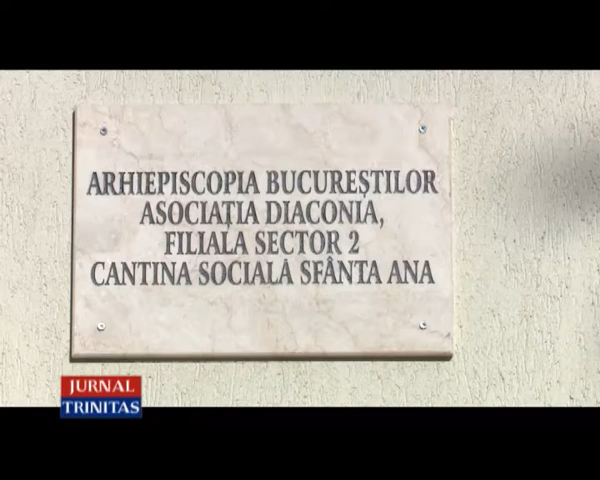 ARHIEPISCOPIA BUCUREȘTILOR
ASOCIAȚIA DIACONIA,
FILIALA SECTOR 2
CANTINA SOCIALĂ SFÂNTA ANA
JURNAL
TRINITAS